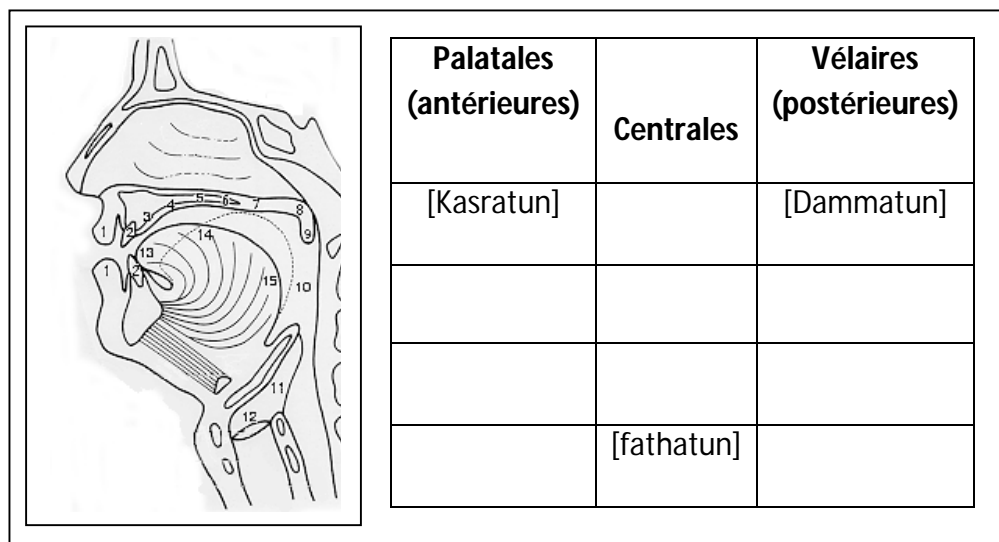 3 4 5 6 7 8
1 2 9
13 14
1 2 15 10
11
12
Palatales
(antérieures)
Centrales
Vélaires
(postérieures)
[Kasratun] [Dammatun]
[fathatun]